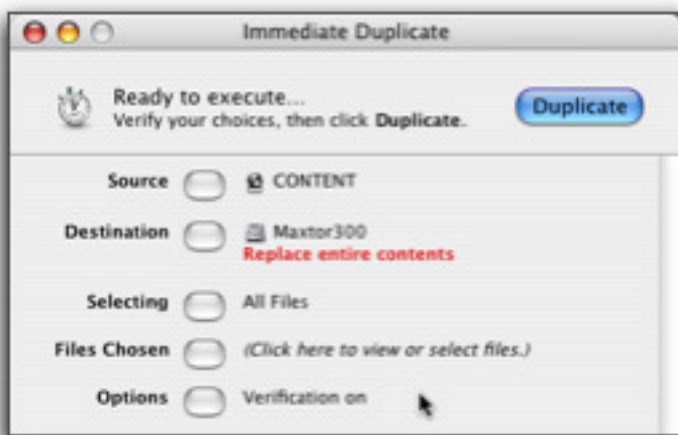 Immediate Duplicate
Ready to execute...
Duplicate
Verify your choices, then click Duplicate.
Source CONTENT
Destination Maxtor300
Replace entire contents
Selecting All Files
Files Chosen (Click here to view or select files.)
Options Verification on